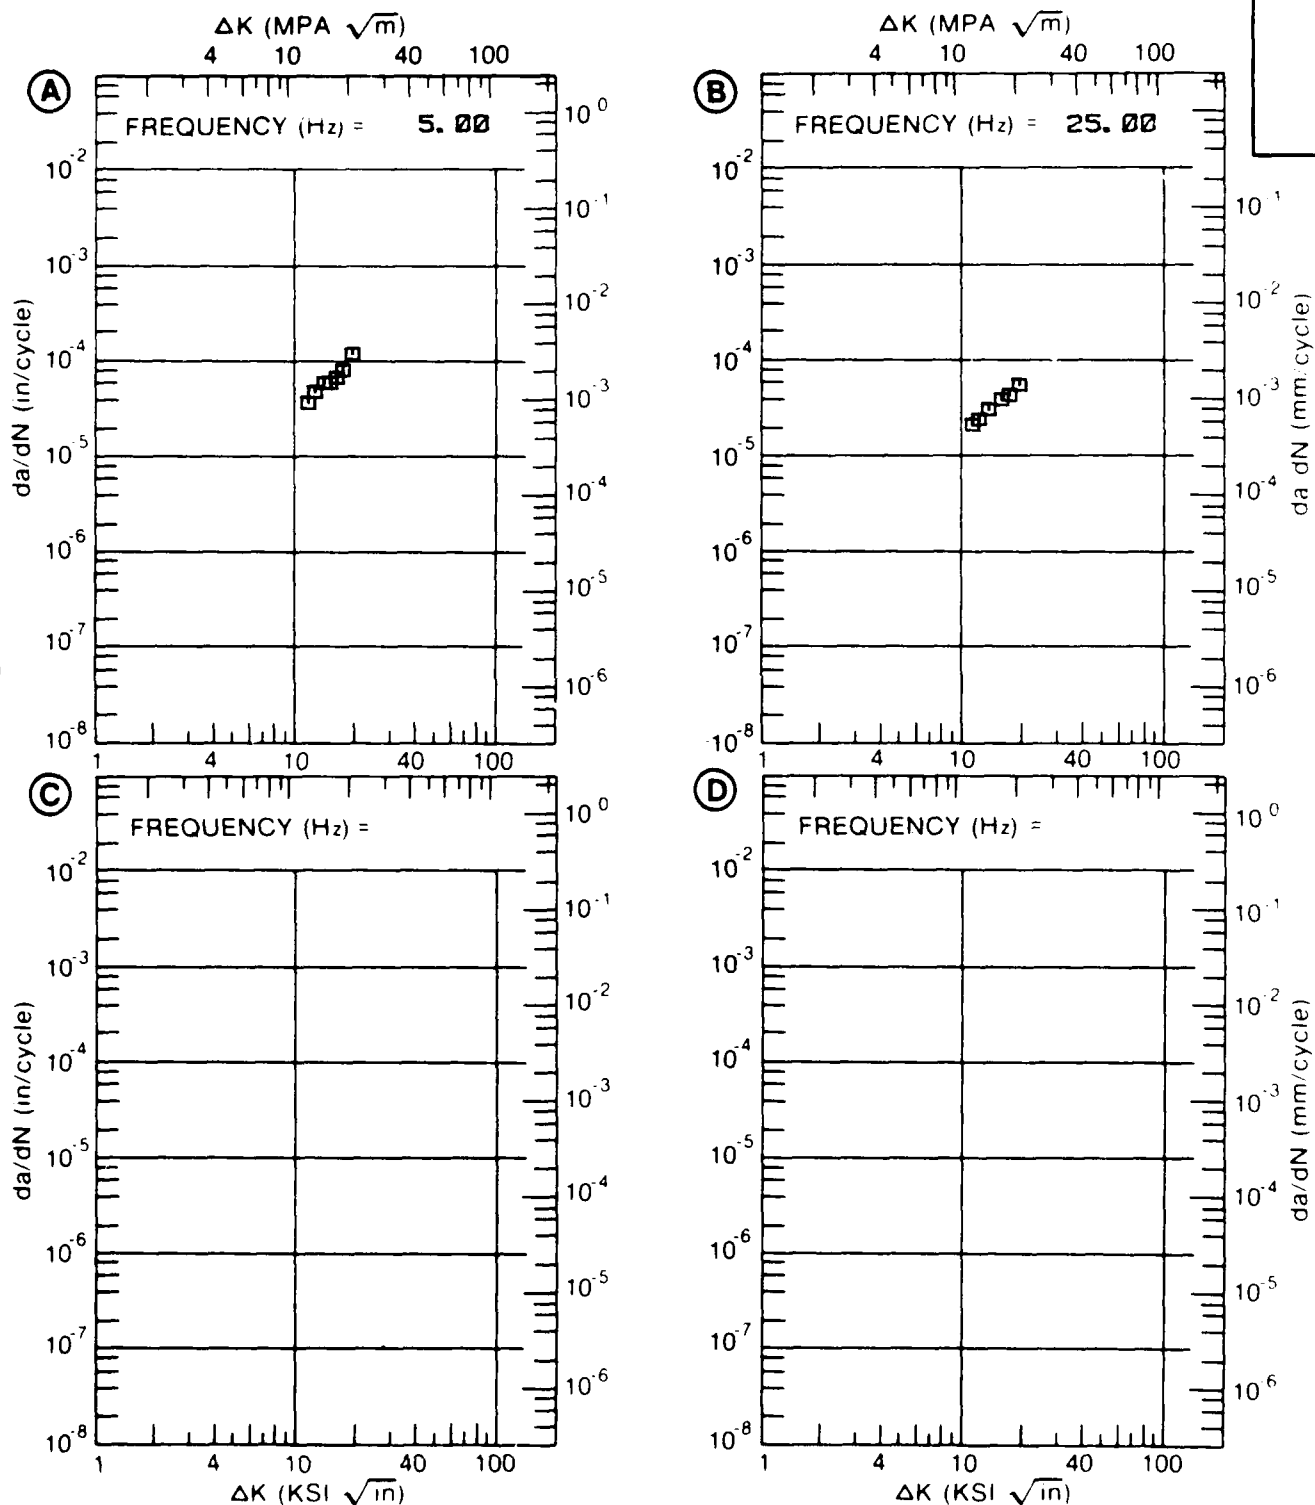 ΔK (MPA √m)
4 10 40 100
ΔK (MPA √m)
4 10 40 100
A
FREQUENCY (Hz) = 5.00
10^-2
10^-3
10^-4
10^-5
10^-6
10^-7
10^-8
da/dN (in/cycle)
10^0
10^-1
10^-2
10^-3
10^-4
10^-5
10^-6
1 4 10 40 100
B
FREQUENCY (Hz) = 25.00
10^-2
10^-3
10^-4
10^-5
10^-6
10^-7
10^-8
10^-1
10^-2
10^-3
10^-4
10^-5
10^-6
da dN (mm/cycle)
1 4 10 40 100
C
FREQUENCY (Hz) =
10^-2
10^-3
10^-4
10^-5
10^-6
10^-7
10^-8
da/dN (in/cycle)
10^0
10^-1
10^-2
10^-3
10^-4
10^-5
10^-6
1 4 10 40 100
ΔK (KSI √in)
D
FREQUENCY (Hz) =
10^-2
10^-3
10^-4
10^-5
10^-6
10^-7
10^-8
10^0
10^-1
10^-2
10^-3
10^-4
10^-5
10^-6
da/dN (mm/cycle)
1 4 10 40 100
ΔK (KSI √in)